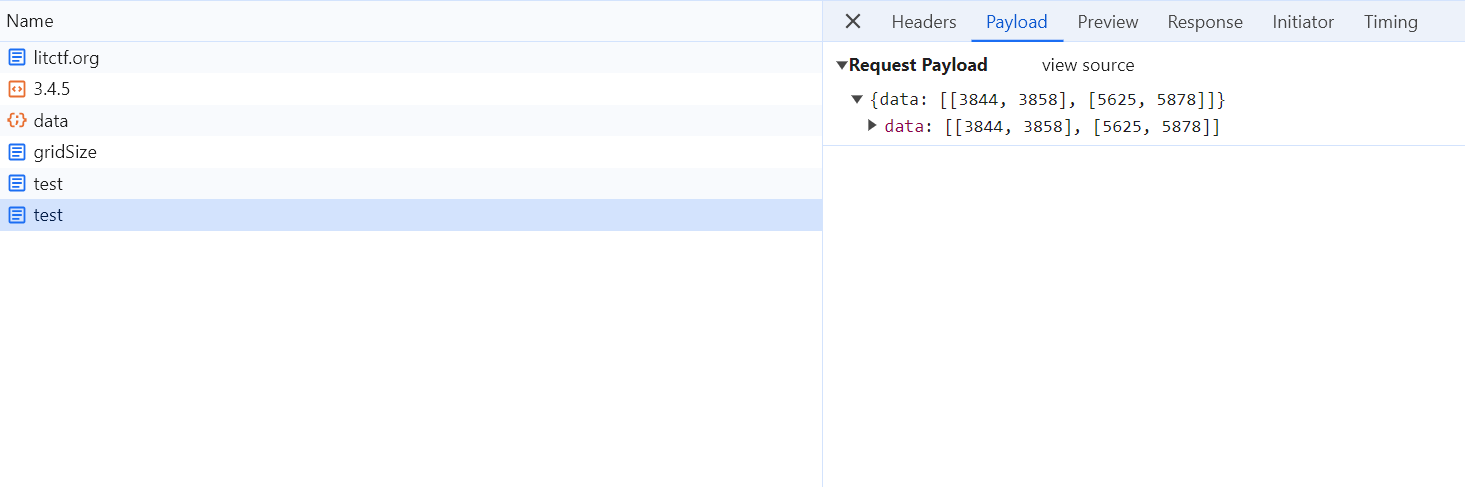 Name
litctf.org
3.4.5
data
gridSize
test
test
Headers Payload Preview Response Initiator Timing
Request Payload view source
{data: [[3844, 3858], [5625, 5878]]}
data: [[3844, 3858], [5625, 5878]]